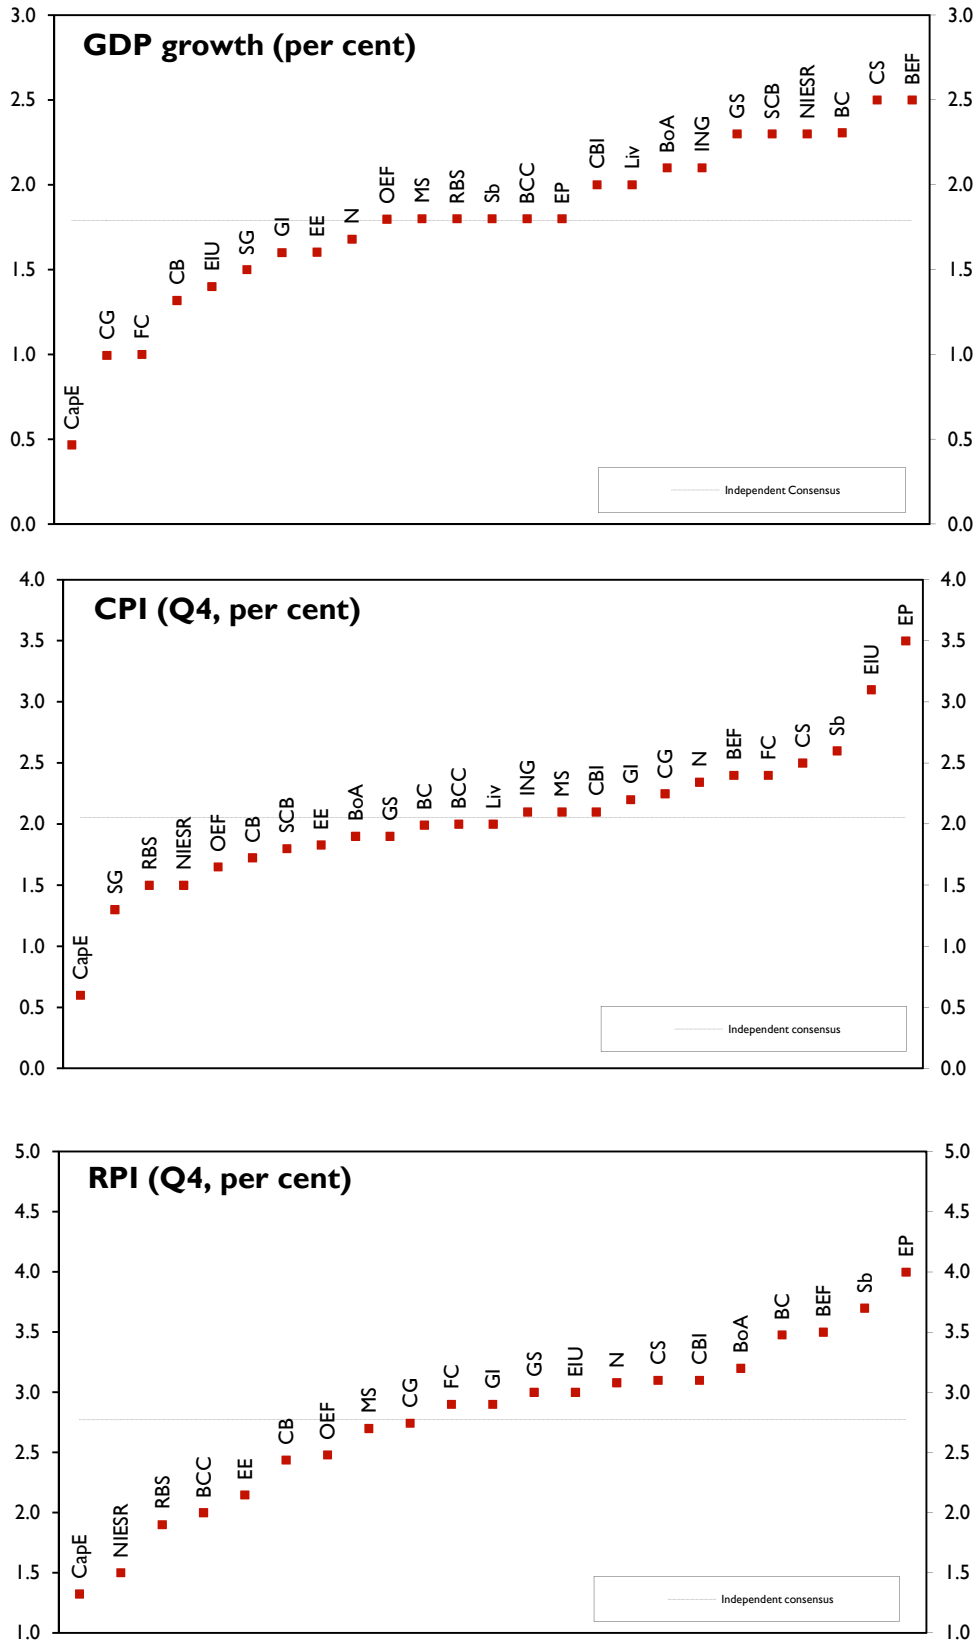 GDP growth (per cent)
3.0 3.0
2.5 2.5
2.0 2.0
1.5 1.5
1.0 1.0
0.5 0.5
0.0 0.0
CapE CG FC CB EIU SG GI EE N OEF MS RBS Sb BCC EP CBI Liv BoA ING GS SCB NIESR BC CS BEF
Independent Consensus
CPI (Q4, per cent)
4.0 4.0
3.5 3.5
3.0 3.0
2.5 2.5
2.0 2.0
1.5 1.5
1.0 1.0
0.5 0.5
0.0 0.0
CapE SG RBS NIESR OEF CB SCB EE BoA GS BC BCC Liv ING MS CBI GI CG N BEF FC CS Sb EIU EP
Independent consensus
RPI (Q4, per cent)
5.0 5.0
4.5 4.5
4.0 4.0
3.5 3.5
3.0 3.0
2.5 2.5
2.0 2.0
1.5 1.5
1.0 1.0
CapE NIESR RBS BCC EE CB OEF MS CG FC GI GS EIU N CS CBI BoA BC BEF Sb EP
Independent consensus